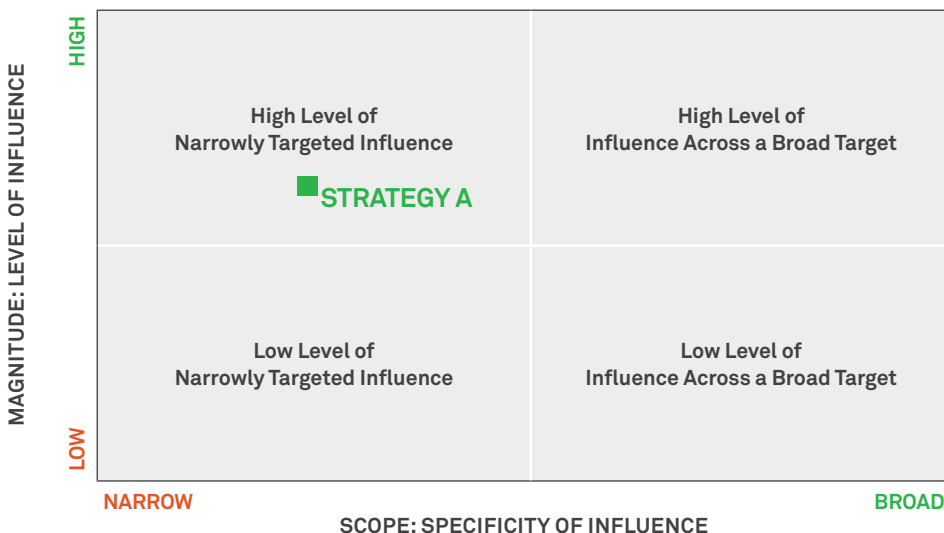 HIGH
MAGNITUDE: LEVEL OF INFLUENCE
LOW
High Level of
Narrowly Targeted Influence
High Level of
Influence Across a Broad Target
STRATEGY A
Low Level of
Narrowly Targeted Influence
Low Level of
Influence Across a Broad Target
NARROW
BROAD
SCOPE: SPECIFICITY OF INFLUENCE